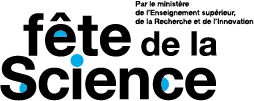 Par le ministère
de l'Enseignement supérieur,
de la Recherche et de l'Innovation
fête de la
Science